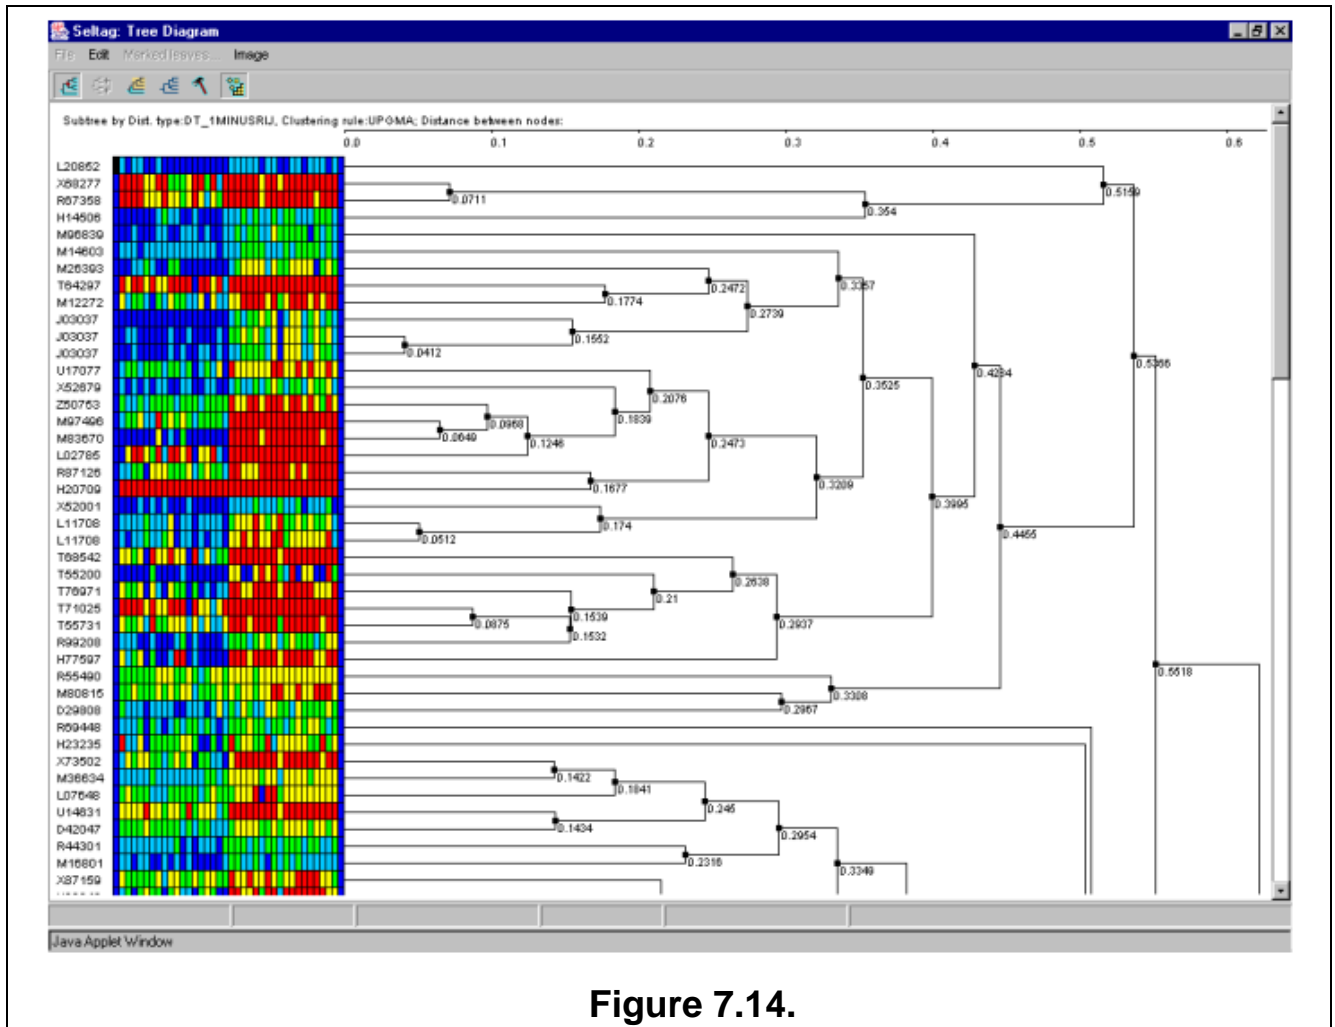 Seltag: Tree Diagram
File Edit Marked leaves... Image
Subtree by Dist. type:DT_1MINUSRIJ, Clustering rule:UPGMA; Distance between nodes:
0.0 0.1 0.2 0.3 0.4 0.5 0.6
L20852
X68277
R67358
H14506
M96839
M14603
M26393
T64297
M12272
J03037
J03037
J03037
U17077
X52679
Z50753
M97496
M83670
L02785
R87126
H20709
X52001
L11708
L11708
T68542
T55200
T76971
T71025
T55731
R99208
H77597
R55490
M80815
D29808
R69448
H23235
X73502
M36634
L07648
U14631
D42047
R44301
M16801
X87159
0.5159
0.0711
0.354
0.2472
0.3367
0.1774
0.2739
0.1552
0.0412
0.5366
0.4284
0.3525
0.2076
0.1839
0.0968
0.0649
0.1246
0.2473
0.1677
0.3209
0.3995
0.174
0.0512
0.4455
0.2638
0.21
0.1539
0.0875
0.2937
0.1532
0.5518
0.3308
0.2967
0.1422
0.1841
0.245
0.1434
0.2954
0.2316
0.3349
Java Applet Window
Figure 7.14.